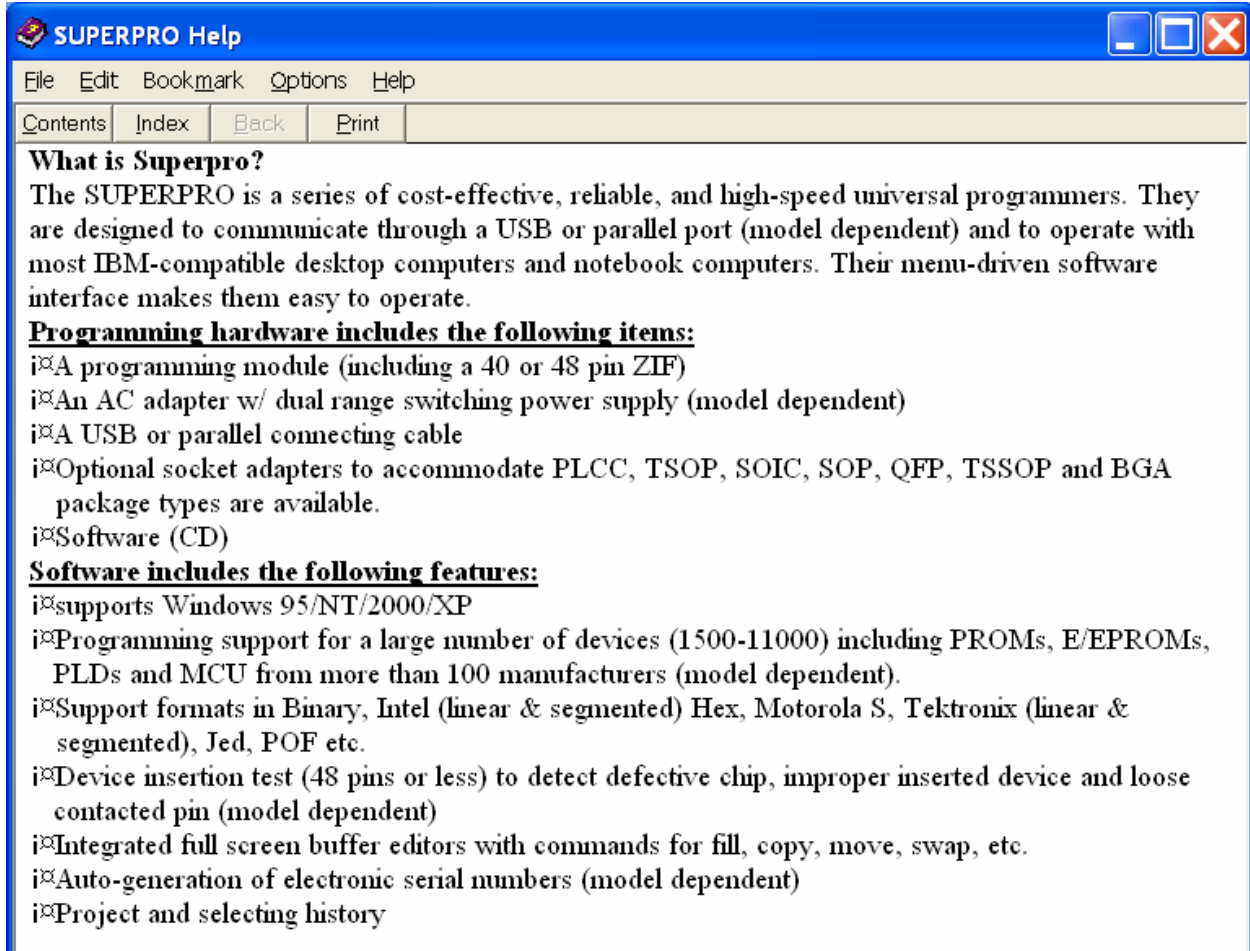 SUPERPRO Help
File Edit Bookmark Options Help
Contents Index Back Print
What is Superpro?
The SUPERPRO is a series of cost-effective, reliable, and high-speed universal programmers. They
are designed to communicate through a USB or parallel port (model dependent) and to operate with
most IBM-compatible desktop computers and notebook computers. Their menu-driven software
interface makes them easy to operate.
Programming hardware includes the following items:
i¤A programming module (including a 40 or 48 pin ZIF)
i¤An AC adapter w/ dual range switching power supply (model dependent)
i¤A USB or parallel connecting cable
i¤Optional socket adapters to accommodate PLCC, TSOP, SOIC, SOP, QFP, TSSOP and BGA
package types are available.
i¤Software (CD)
Software includes the following features:
i¤supports Windows 95/NT/2000/XP
i¤Programming support for a large number of devices (1500-11000) including PROMs, E/EPROMs,
PLDs and MCU from more than 100 manufacturers (model dependent).
i¤Support formats in Binary, Intel (linear & segmented) Hex, Motorola S, Tektronix (linear &
segmented), Jed, POF etc.
i¤Device insertion test (48 pins or less) to detect defective chip, improper inserted device and loose
contacted pin (model dependent)
i¤Integrated full screen buffer editors with commands for fill, copy, move, swap, etc.
i¤Auto-generation of electronic serial numbers (model dependent)
i¤Project and selecting history